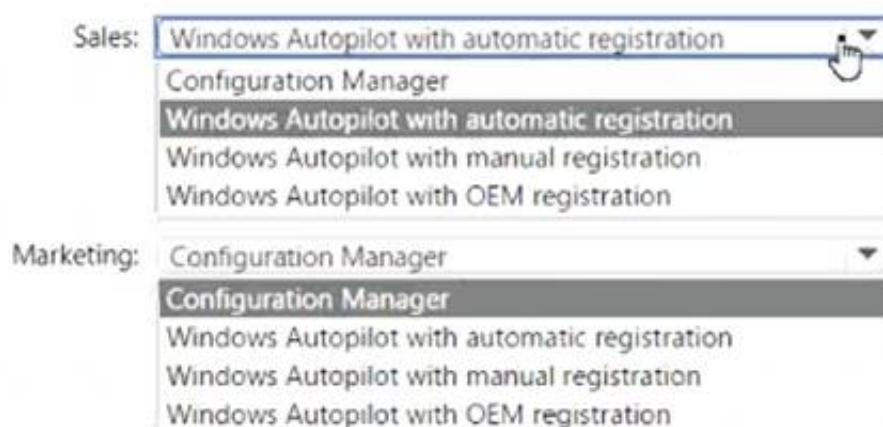 Sales: Windows Autopilot with automatic registration
Configuration Manager
Windows Autopilot with automatic registration
Windows Autopilot with manual registration
Windows Autopilot with OEM registration
Marketing: Configuration Manager
Configuration Manager
Windows Autopilot with automatic registration
Windows Autopilot with manual registration
Windows Autopilot with OEM registration